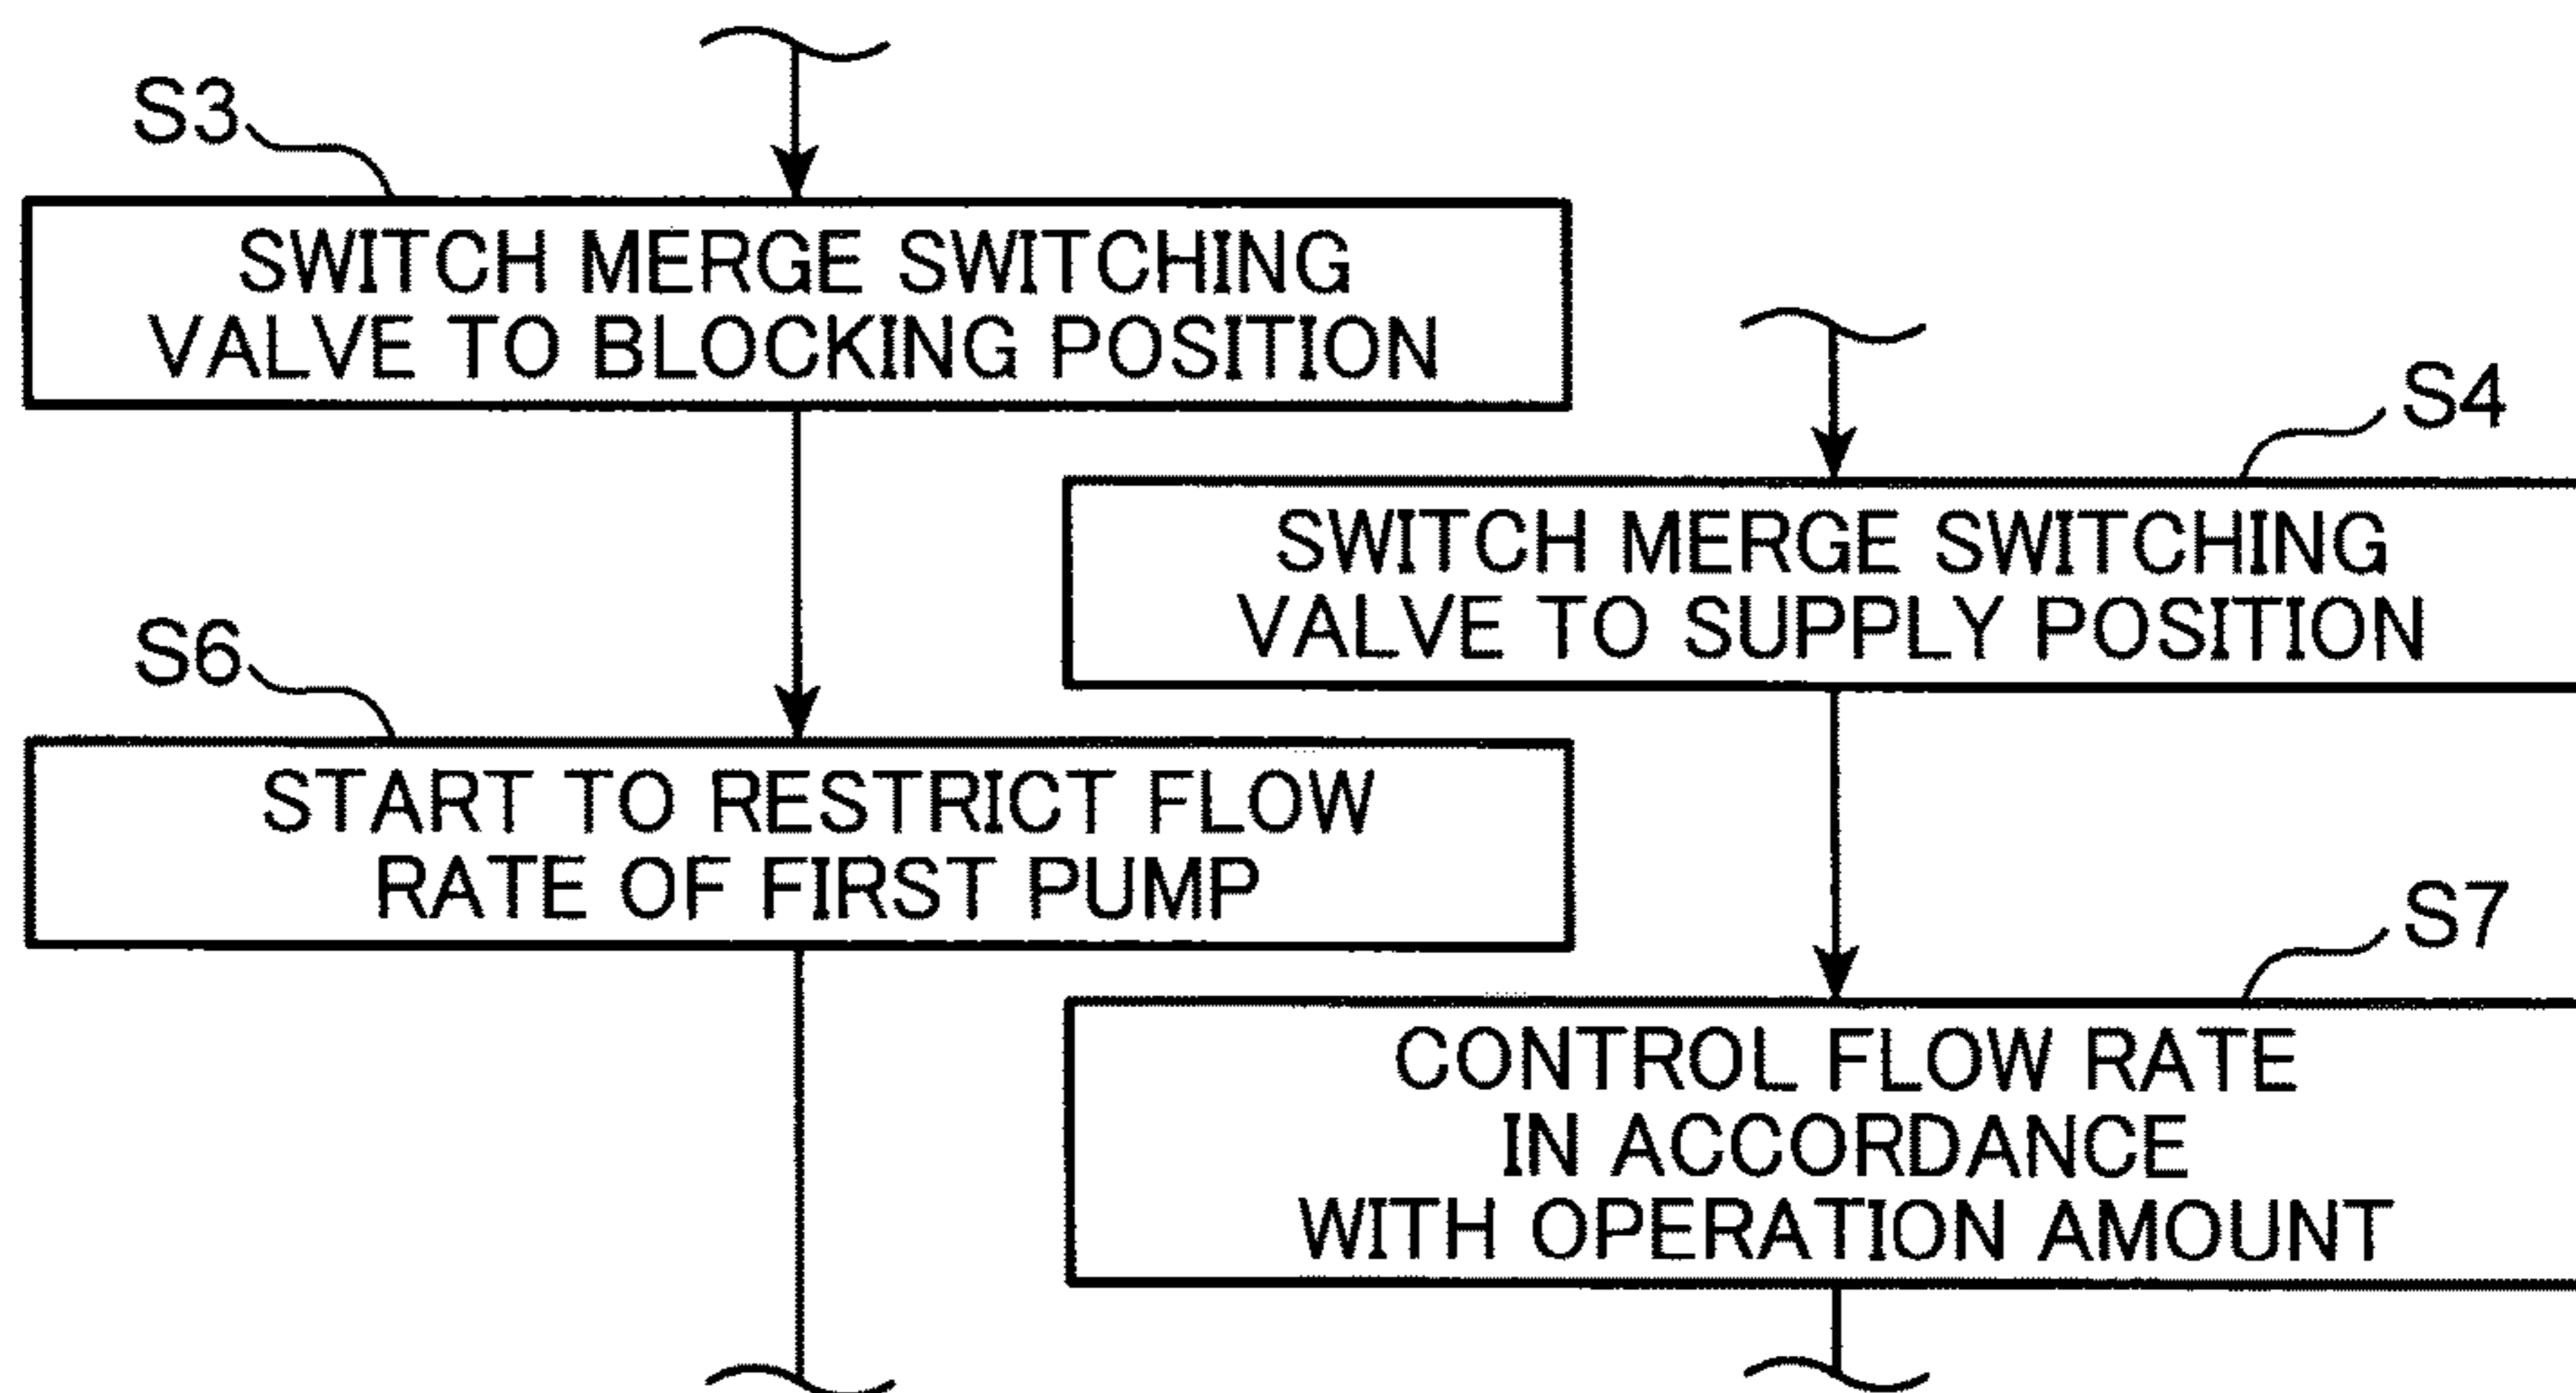 S3
SWITCH MERGE SWITCHING
VALVE TO BLOCKING POSITION
S4
SWITCH MERGE SWITCHING
VALVE TO SUPPLY POSITION
S6
START TO RESTRICT FLOW
RATE OF FIRST PUMP
S7
CONTROL FLOW RATE
IN ACCORDANCE
WITH OPERATION AMOUNT